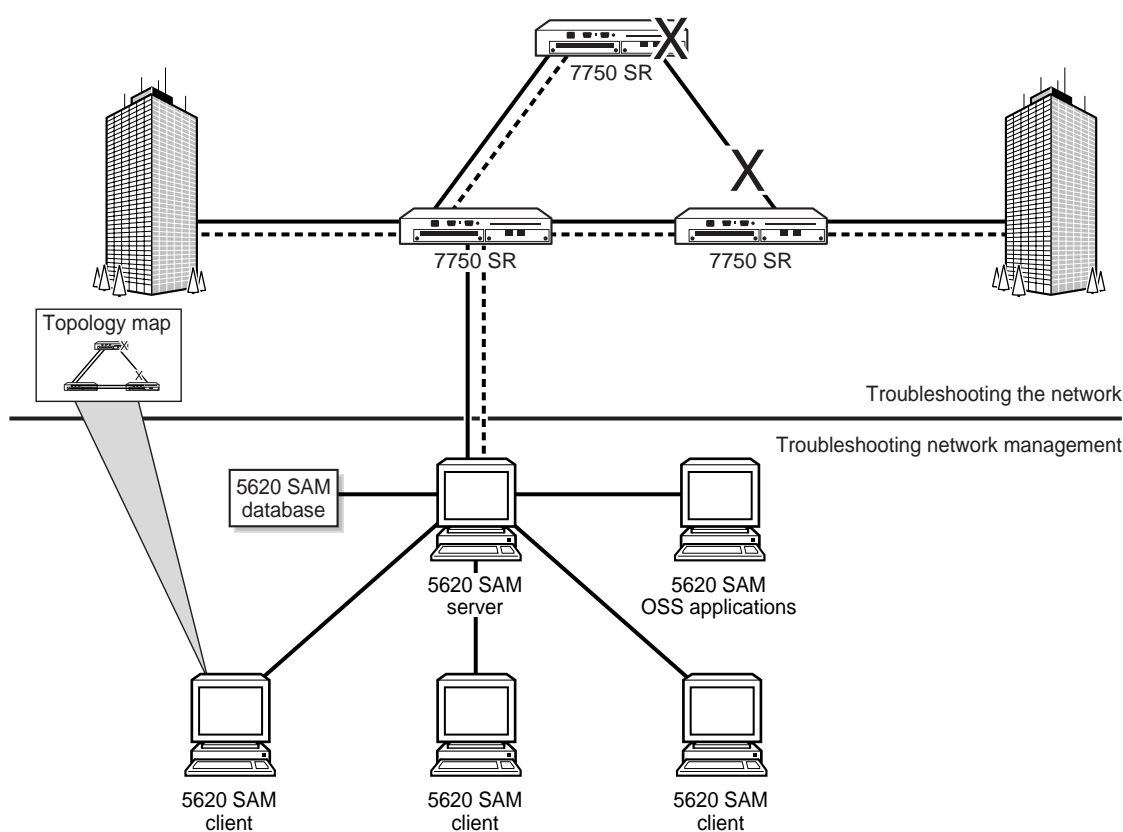 X
7750 SR
X
7750 SR
7750 SR
Topology map
X
X
Troubleshooting the network
Troubleshooting network management
5620 SAM
database
5620 SAM
server
5620 SAM
OSS applications
5620 SAM
client
5620 SAM
client
5620 SAM
client